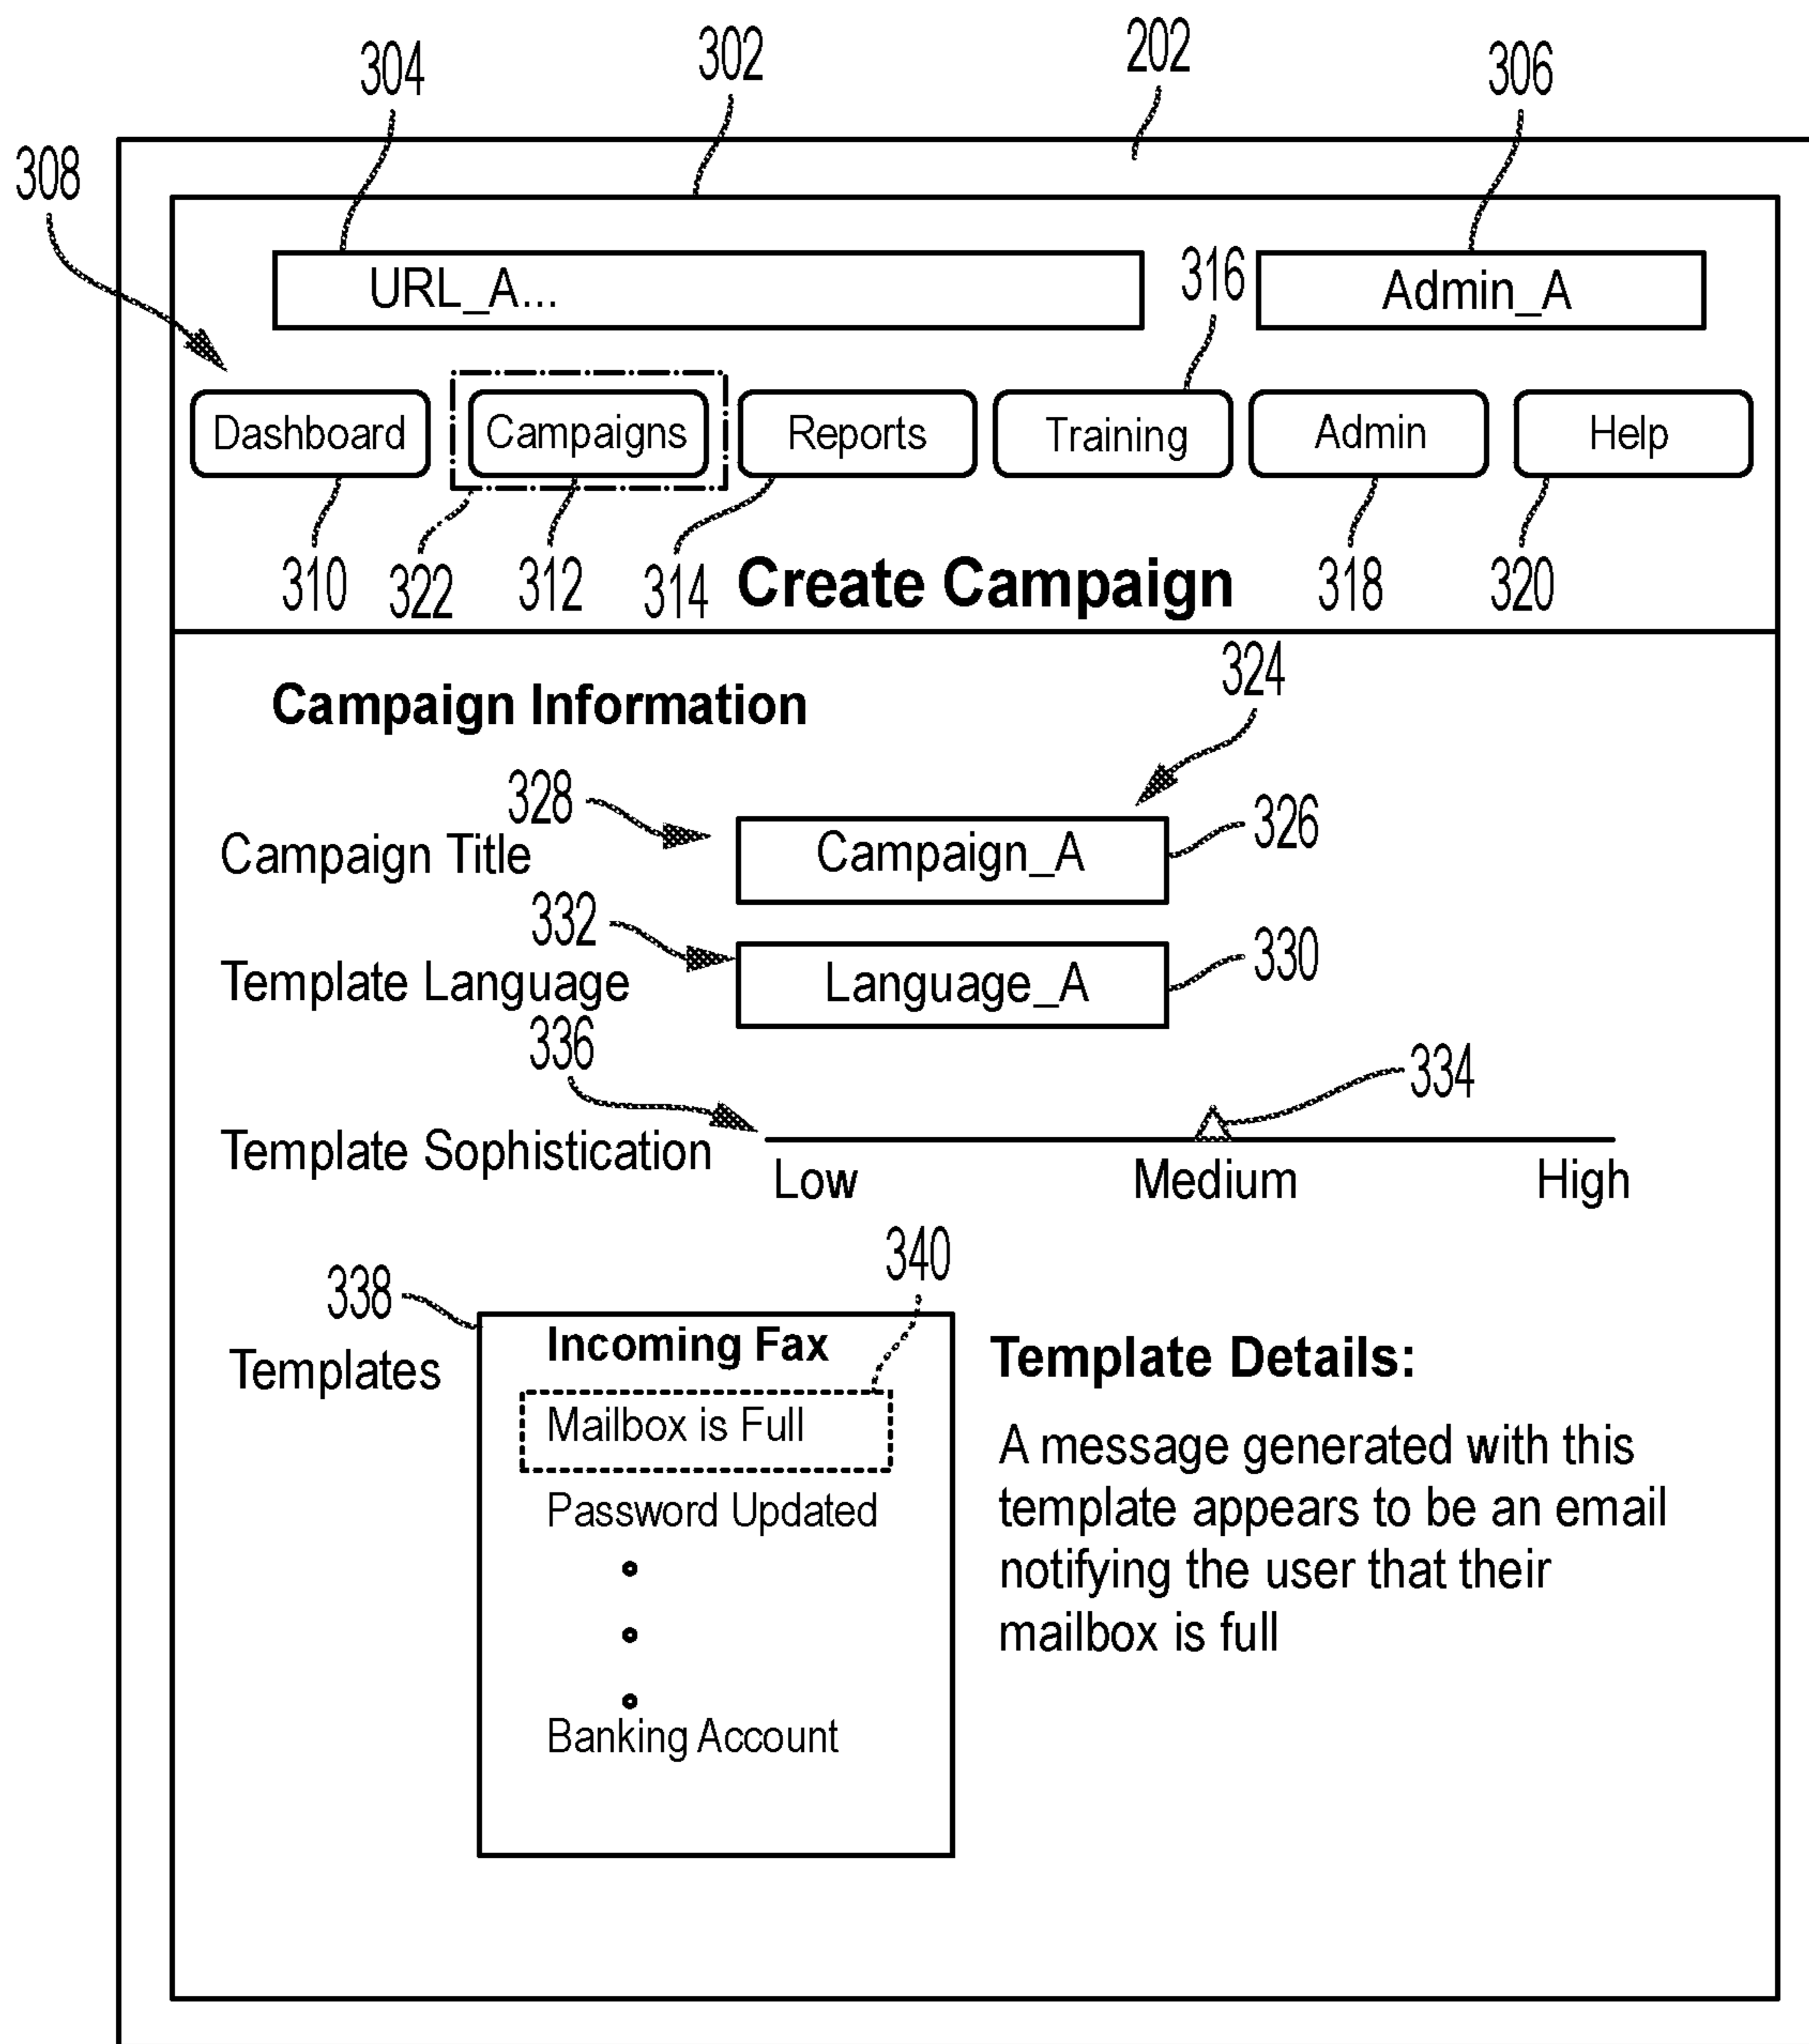 304 302 202 306
308
URL_A... 316 Admin_A
Dashboard Campaigns Reports Training Admin Help
310 322 312 314 Create Campaign 318 320
324
Campaign Information
328
Campaign Title Campaign_A 326
332
Template Language Language_A 330
336 334
Template Sophistication
Low Medium High
340
338
Templates
Incoming Fax
Mailbox is Full
Password Updated
Banking Account
Template Details:
A message generated with this
template appears to be an email
notifying the user that their
mailbox is full